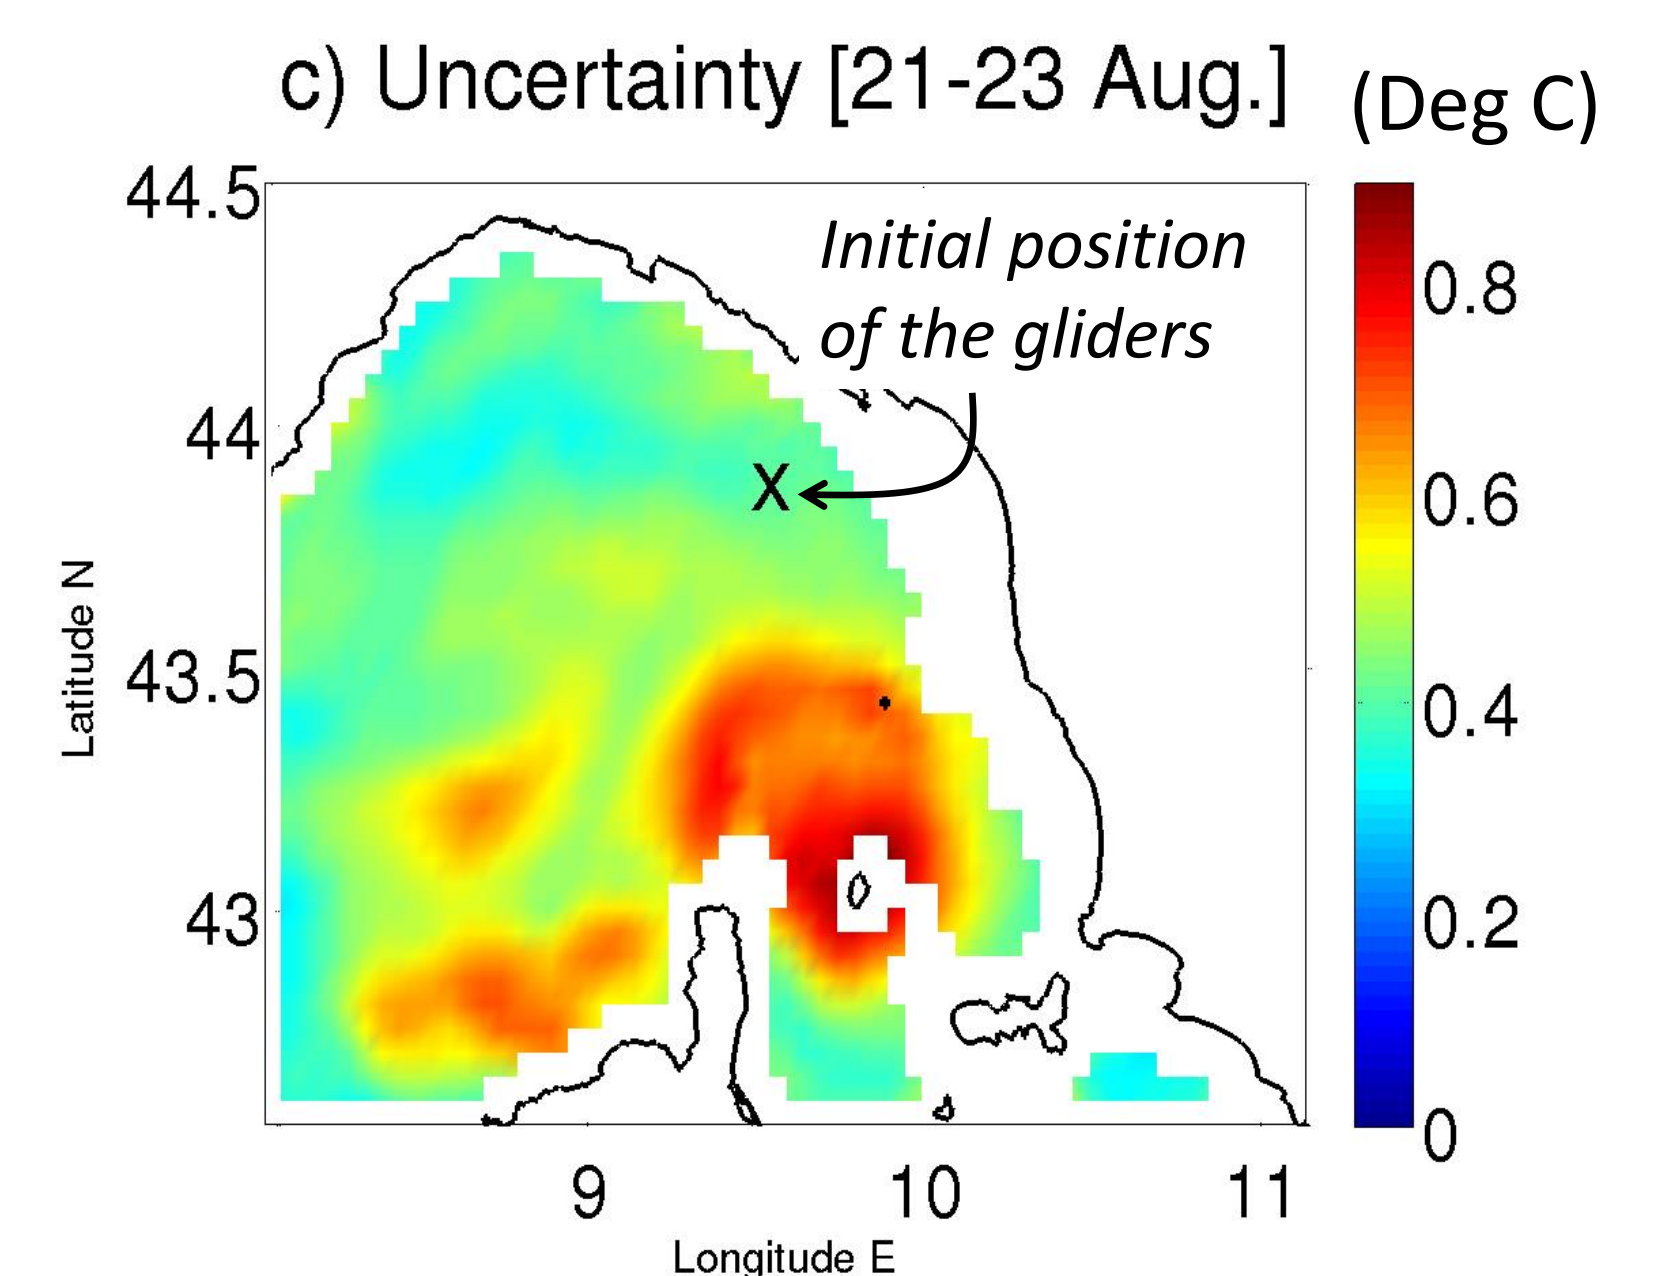 c) Uncertainty [21-23 Aug.]
(Deg C)
44.5
44
43.5
43
Latitude N
Initial position
of the gliders
X
0.8
0.6
0.4
0.2
0
9
10
11
Longitude E